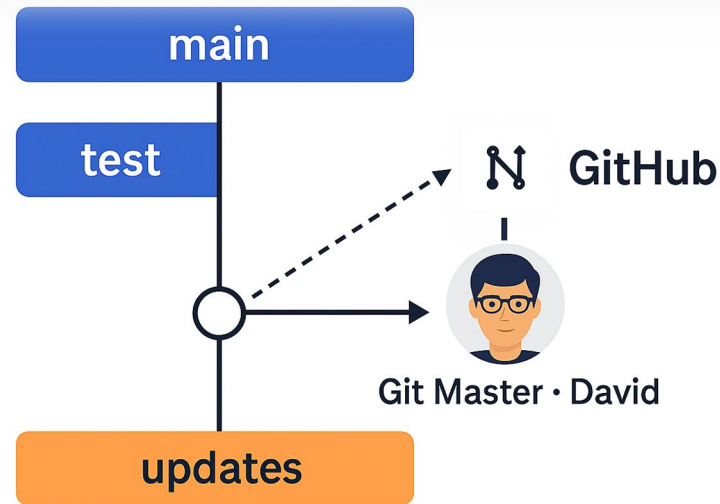 main
test
GitHub
Git Master · David
updates